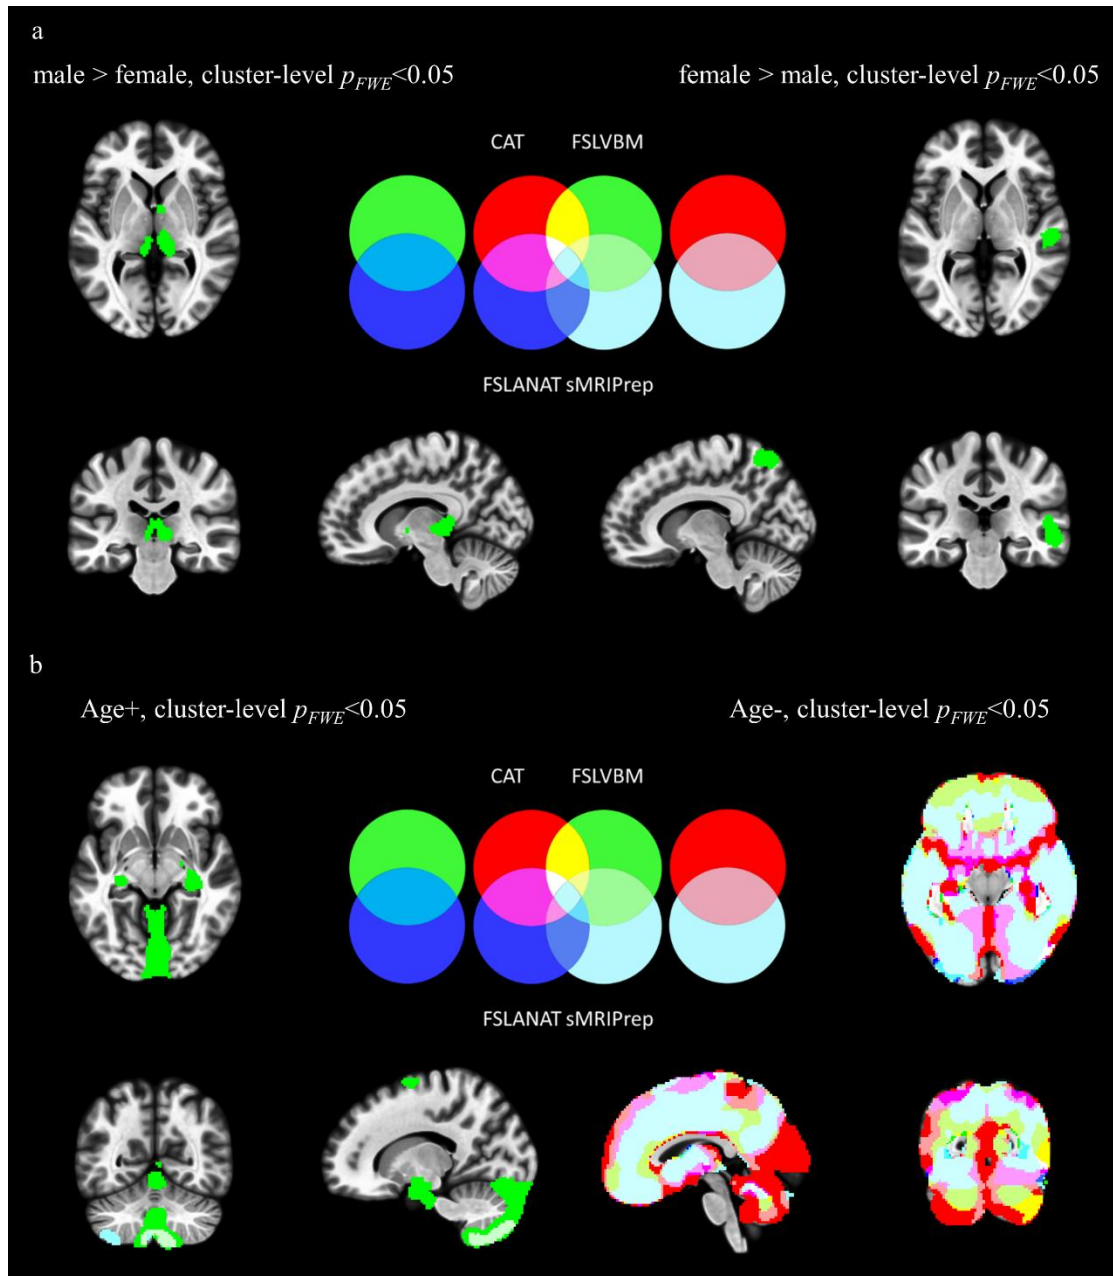 a
male > female, cluster-level pFWE<0.05
female > male, cluster-level pFWE<0.05
CAT
FSLVBM
FSLANAT sMRIPrep
b
Age+, cluster-level pFWE<0.05
Age-, cluster-level pFWE<0.05
CAT
FSLVBM
FSLANAT sMRIPrep